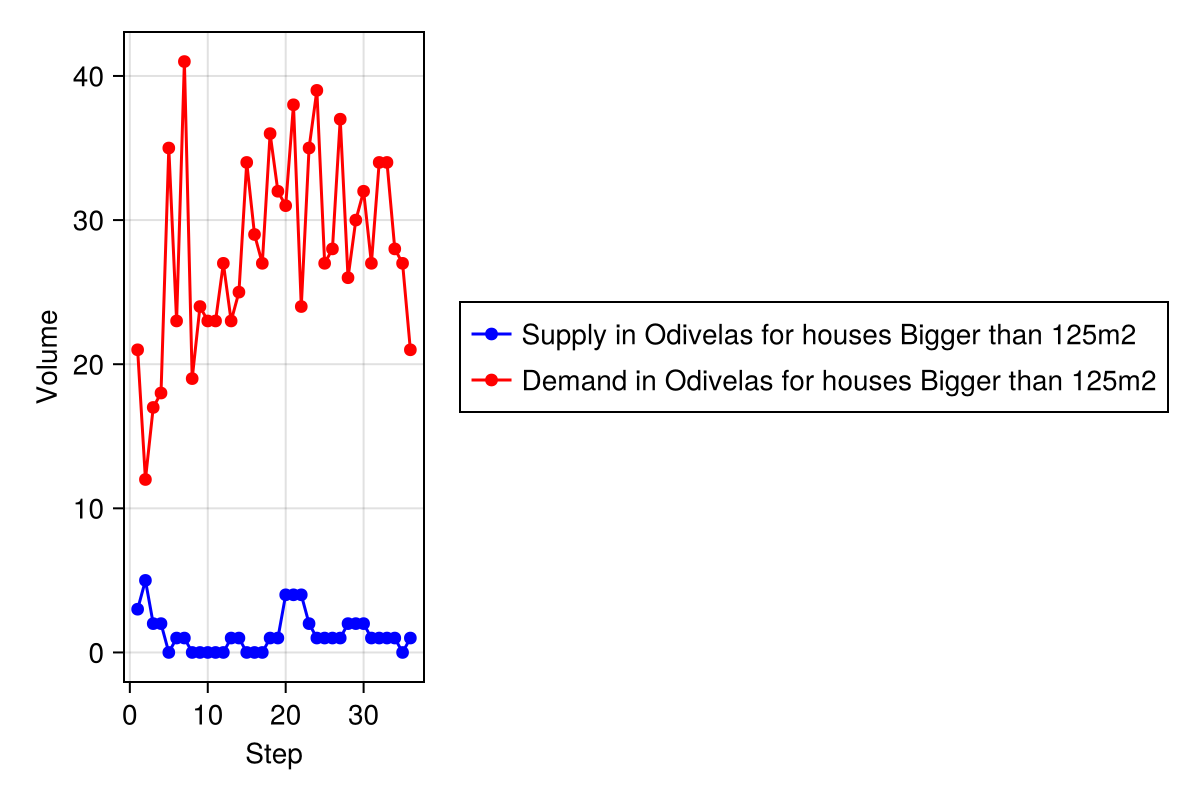 40
30
20
10
0
Volume
0 10 20 30
Step
Supply in Odivelas for houses Bigger than 125m2
Demand in Odivelas for houses Bigger than 125m2